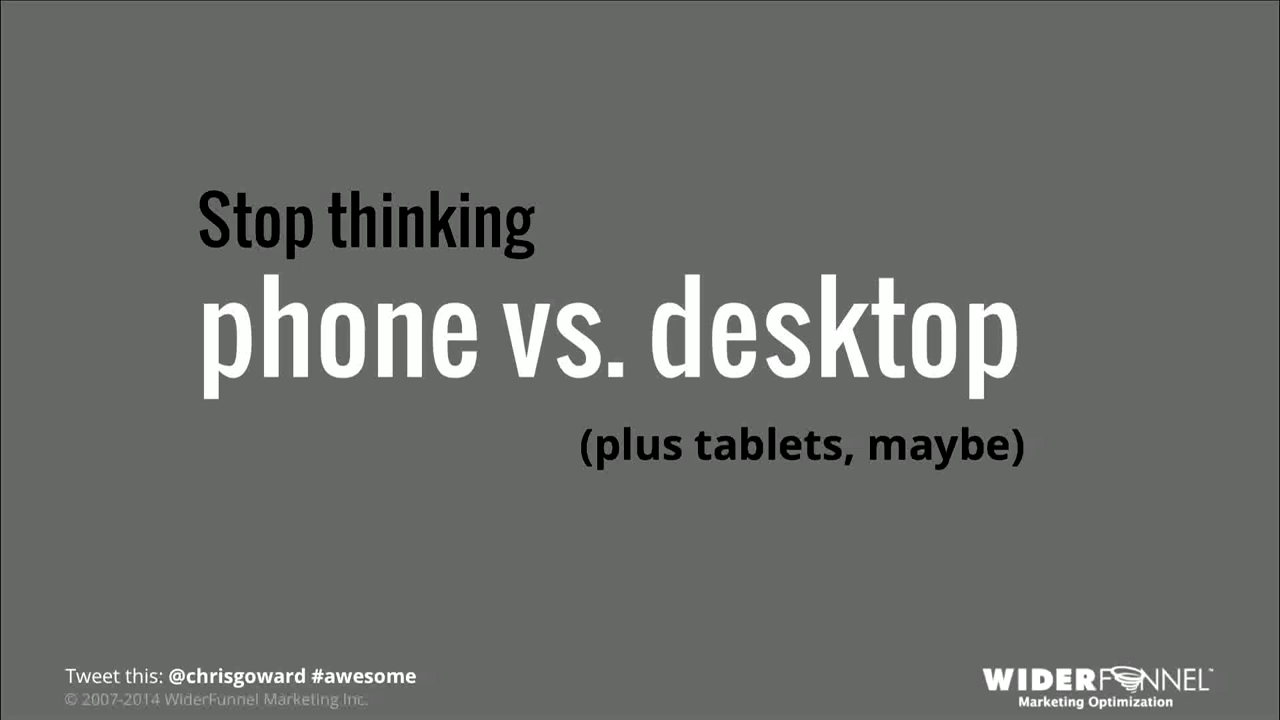 Stop thinking
phone vs. desktop
(plus tablets, maybe)
Tweet this: @chrisgoward #awesome
© 2007-2014 WiderFunnel Marketing Inc.
WIDERFUNNEL™
Marketing Optimization